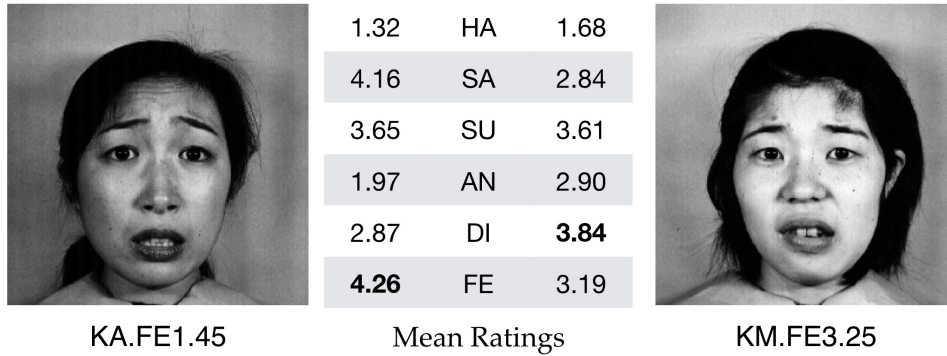 1.32 HA 1.68
4.16 SA 2.84
3.65 SU 3.61
1.97 AN 2.90
2.87 DI 3.84
4.26 FE 3.19
KA.FE1.45 Mean Ratings KM.FE3.25